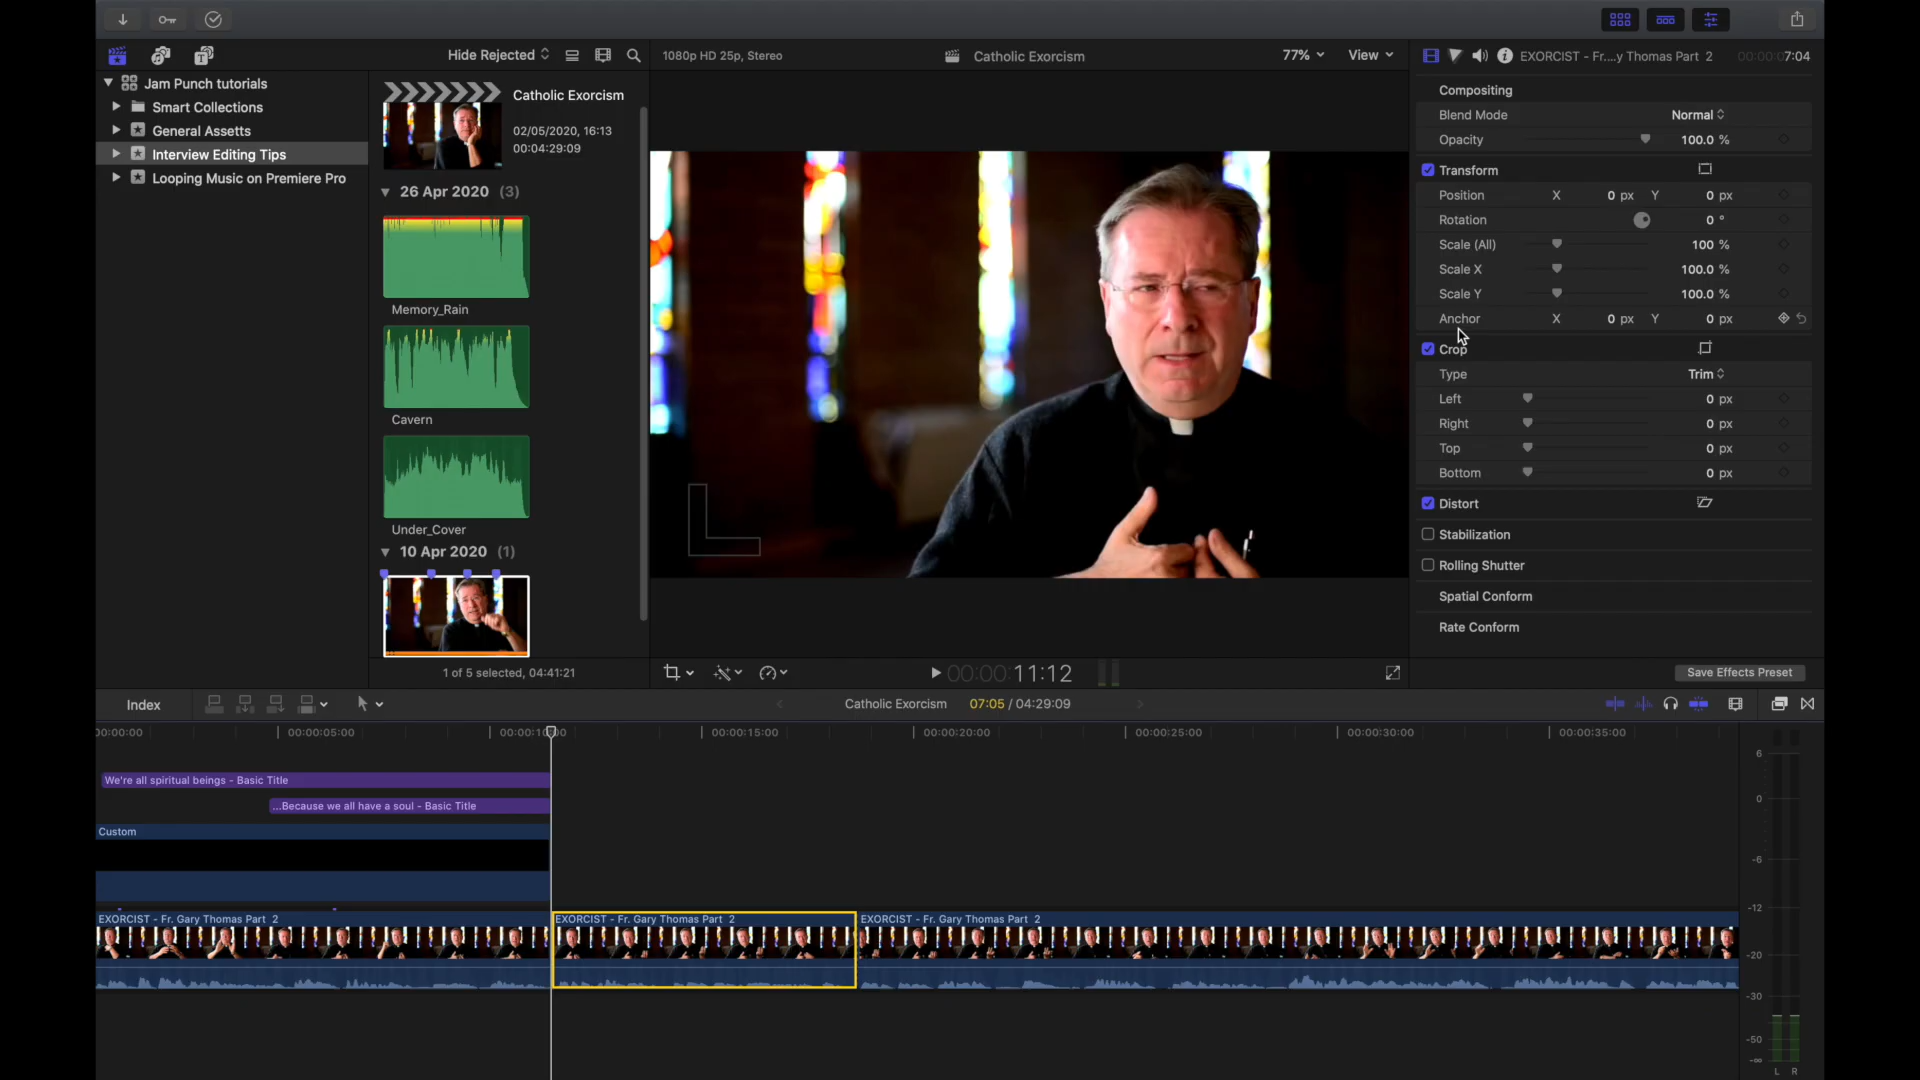 Hide Rejected
1080p HD 25p, Stereo
Catholic Exorcism
77%
View
EXORCIST - Fr....y Thomas Part 2
00:00:07:04
Jam Punch tutorials
Smart Collections
General Assetts
Interview Editing Tips
Looping Music on Premiere Pro
Catholic Exorcism
02/05/2020, 16:13
00:04:29:09
26 Apr 2020 (3)
Memory_Rain
Cavern
Under_Cover
10 Apr 2020 (1)
1 of 5 selected, 04:41:21
Compositing
Blend Mode Normal
Opacity 100.0 %
Transform
Position X 0 px Y 0 px
Rotation 0 °
Scale (All) 100 %
Scale X 100.0 %
Scale Y 100.0 %
Anchor X 0 px Y 0 px
Crop
Type Trim
Left 0 px
Right 0 px
Top 0 px
Bottom 0 px
Distort
Stabilization
Rolling Shutter
Spatial Conform
Rate Conform
Save Effects Preset
00:00:11:12
Index
Catholic Exorcism 07:05 / 04:29:09
00:00:05:00
00:00:15:00
00:00:20:00
00:00:25:00
00:00:30:00
00:00:35:00
We're all spiritual beings - Basic Title
...Because we all have a soul - Basic Title
Custom
EXORCIST - Fr. Gary Thomas Part 2
EXORCIST - Fr. Gary Thomas Part 2
EXORCIST - Fr. Gary Thomas Part 2
6
0
-6
-12
-20
-30
-50
-∞
L R